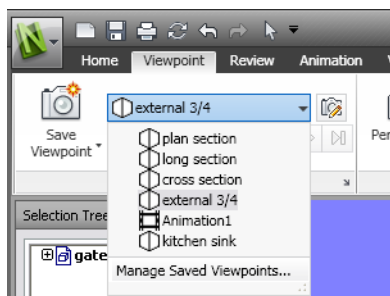 Home Viewpoint Review Animation
external 3/4
Save
Viewpoint
plan section
long section
cross section
external 3/4
Animation1
kitchen sink
Manage Saved Viewpoints...
Selection Tree
gate